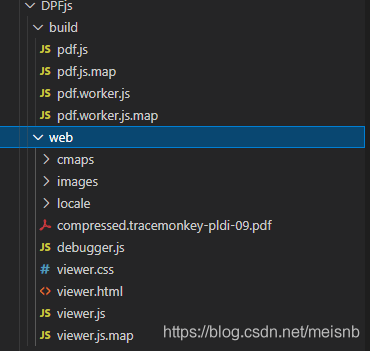 DPFjs
build
JS pdf.js
JS pdf.js.map
JS pdf.worker.js
JS pdf.worker.js.map
web
cmaps
images
locale
compressed.tracemonkey-pldi-09.pdf
JS debugger.js
# viewer.css
<> viewer.html
JS viewer.js
JS viewer.js.map
https://blog.csdn.net/meisnb